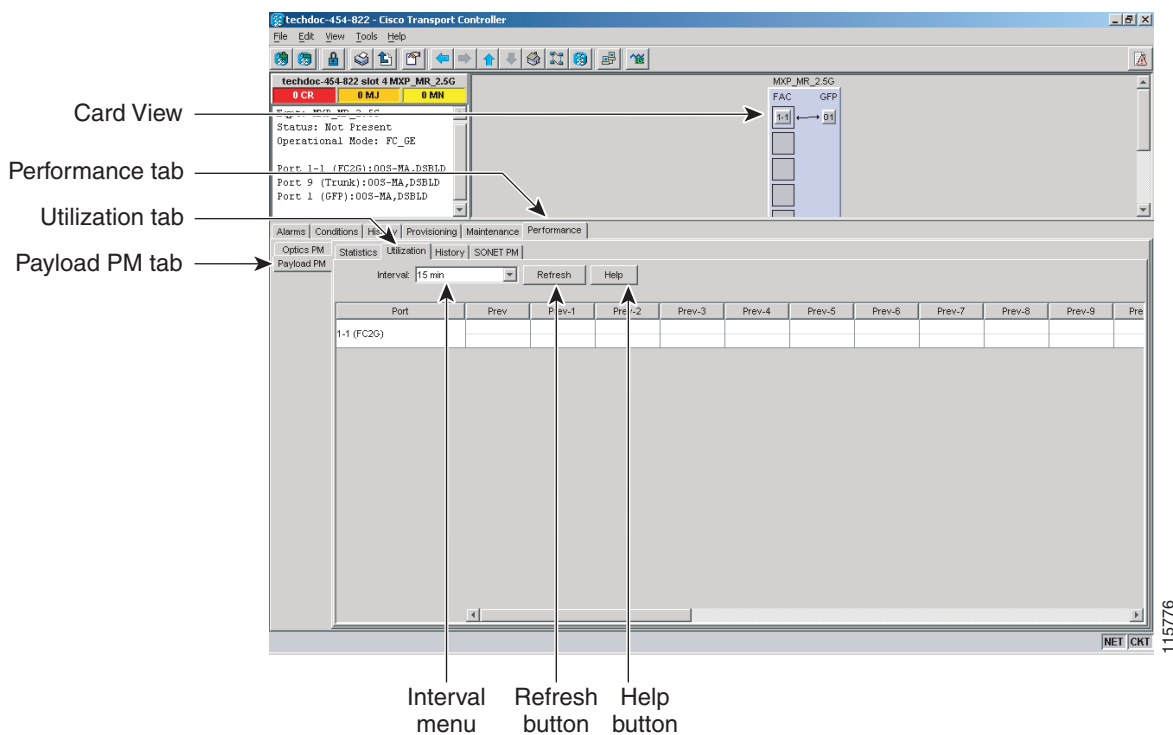 techdoc-454-822 - Cisco Transport Controller
File Edit View Tools Help
techdoc-454-822 slot 4 MXP_MR_2.5G
0 CR 0 MJ 0 MN
Eqpt: MXP_MR_2.5G
Status: Not Present
Operational Mode: FC_GE
Port 1-1 (FC2G):OOS-MA,DSBLD
Port 9 (Trunk):OOS-MA,DSBLD
Port 1 (GFP):OOS-MA,DSBLD
MXP_MR_2.5G
FAC GFP
1-1 01
Card View
Performance tab
Utilization tab
Payload PM tab
Alarms Conditions History Provisioning Maintenance Performance
Optics PM
Payload PM
Statistics Utilization History SONET PM
Interval: 15 min Refresh Help
Port Prev Prev-1 Prev-2 Prev-3 Prev-4 Prev-5 Prev-6 Prev-7 Prev-8 Prev-9 Pre
1-1 (FC2G)
NET CKT
115776
Interval menu
Refresh button
Help button